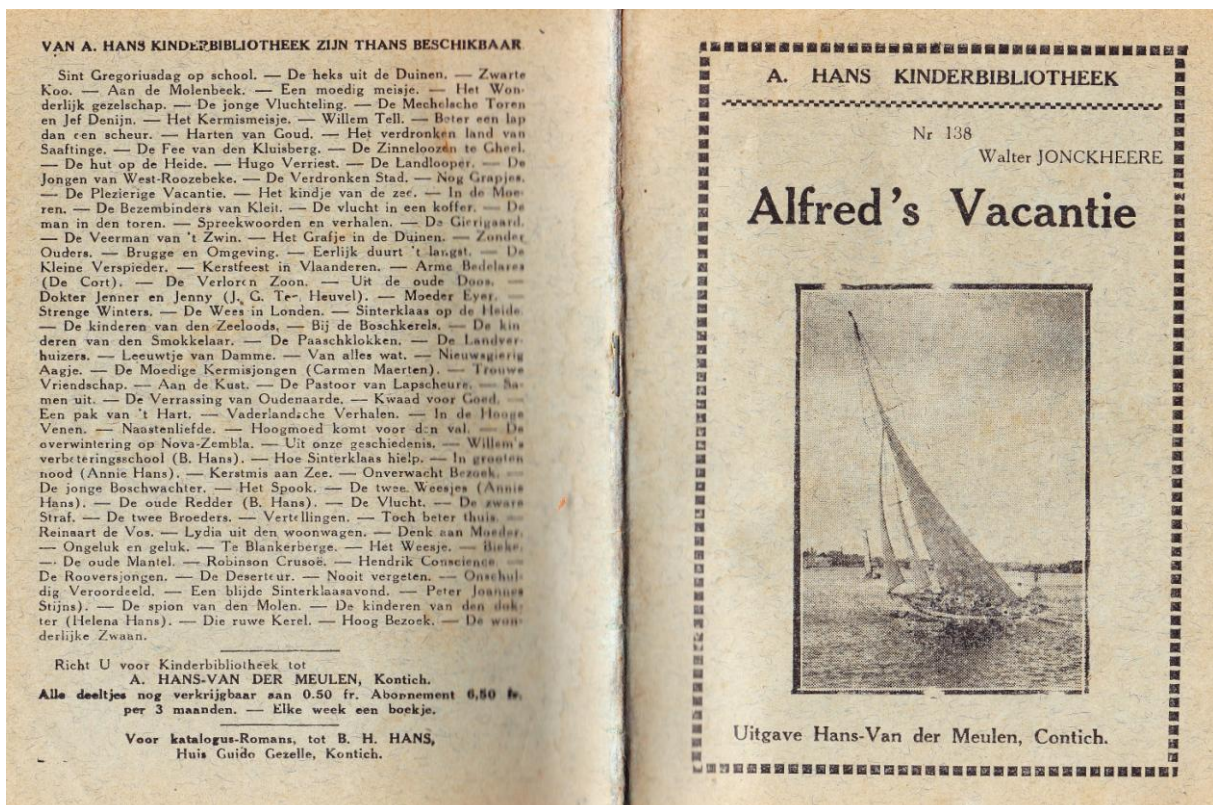 VAN A. HANS KINDERBIBLIOTHEEK ZIJN THANS BESCHIKBAAR
Sint Gregoriusdag op school. — De heks uit de Duinen. — Zwarte
Koo. — Aan de Molenbeek. — Een moedig meisje. — Het Won-
derlijk gezelschap. — De jonge Vluchteling. — De Mechelsche Toren
en Jef Denijn. — Het Kermismeisje. — Willem Tell. — Beter een lap
dan een scheur. — Harten van Goud. — Het verdronken land van
Saaftinge. — De Fee van den Kluisberg. — De Zinneloozen te Gheel.
— De hut op de Heide. — Hugo Verriest. — De Landlooper. — De
Jongen van West-Roozebeke. — De Verdronken Stad. — Nog Grapjes.
— De Plezierige Vacantie. — Het kindje van de zee. — In de Moe-
ren. — De Bezembinders van Kleit. — De vlucht in een koffer. — De
man in den toren. — Spreekwoorden en verhalen. — De Gierigaard.
— De Veerman van 't Zwin. — Het Grafje in de Duinen. — Zonder
Ouders. — Brugge en Omgeving. — Eerlijk duurt 't langst. — De
Kleine Verspieder. — Kerstfeest in Vlaanderen. — Arme Bedelares
(De Cort). — De Verloren Zoon. — Uit de oude Doos. —
Dokter Jenner en Jenny (J. G. Ter Heuvel). — Moeder Eyer. —
Strenge Winters. — De Wees in Londen. — Sinterklaas op de Heide.
— De kinderen van den Zeeloods, — Bij de Boschkerels. — De kin
deren van den Smokkelaar. — De Paaschklokken. — De Landver-
huizers. — Leeuwtje van Damme. — Van alles wat. — Nieuwsgierig
Aagje. — De Moedige Kermisjongen (Carmen Maerten). — Trouwe
Vriendschap. — Aan de Kust. — De Pastoor van Lapscheure. — Sa-
men uit. — De Verrassing van Oudenaarde. — Kwaad voor Goed. —
Een pak van 't Hart. — Vaderlandsche Verhalen. — In de Hooge
Venen. — Naastenliefde. — Hoogmoed komt voor den val. — De
overwintering op Nova-Zembla. — Uit onze geschiedenis. — Willem's
verbeteringsschool (B. Hans). — Hoe Sinterklaas hielp. — In grooten
nood (Annie Hans). — Kerstmis aan Zee. — Onverwacht Bezoek. —
De jonge Boschwachter. — Het Spook. — De twee Weesjes (Annie
Hans). — De oude Redder (B. Hans). — De Vlucht. — De zware
Straf. — De twee Broeders. — Vertellingen. — Toch beter thuis. —
Reinaart de Vos. — Lydia uit den woonwagen. — Denk aan Moeder.
— Ongeluk en geluk. — Te Blankerberge. — Het Weesje. — Bieke.
— De oude Mantel. — Robinson Crusoë. — Hendrik Conscience. —
De Rooversjongen. — De Deserteur. — Nooit vergeten. — Onschul-
dig Veroordeeld. — Een blijde Sinterklaasavond. — Peter Joannes
Stijns). — De spion van den Molen. — De kinderen van den dok-
ter (Helena Hans). — Die ruwe Kerel. — Hoog Bezoek. — De won-
derlijke Zwaan.
Richt U voor Kinderbibliotheek tot
A. HANS-VAN DER MEULEN, Kontich.
Alle deeltjes nog verkrijgbaar aan 0.50 fr. Abonnement 6,50 fr.
per 3 maanden. — Elke week een boekje.
Voor katalogus-Romans, tot B. H. HANS,
Huis Guido Gezelle, Kontich.
A. HANS KINDERBIBLIOTHEEK
Nr 138
Walter JONCKHEERE
Alfred's Vacantie
Uitgave Hans-Van der Meulen, Contich.